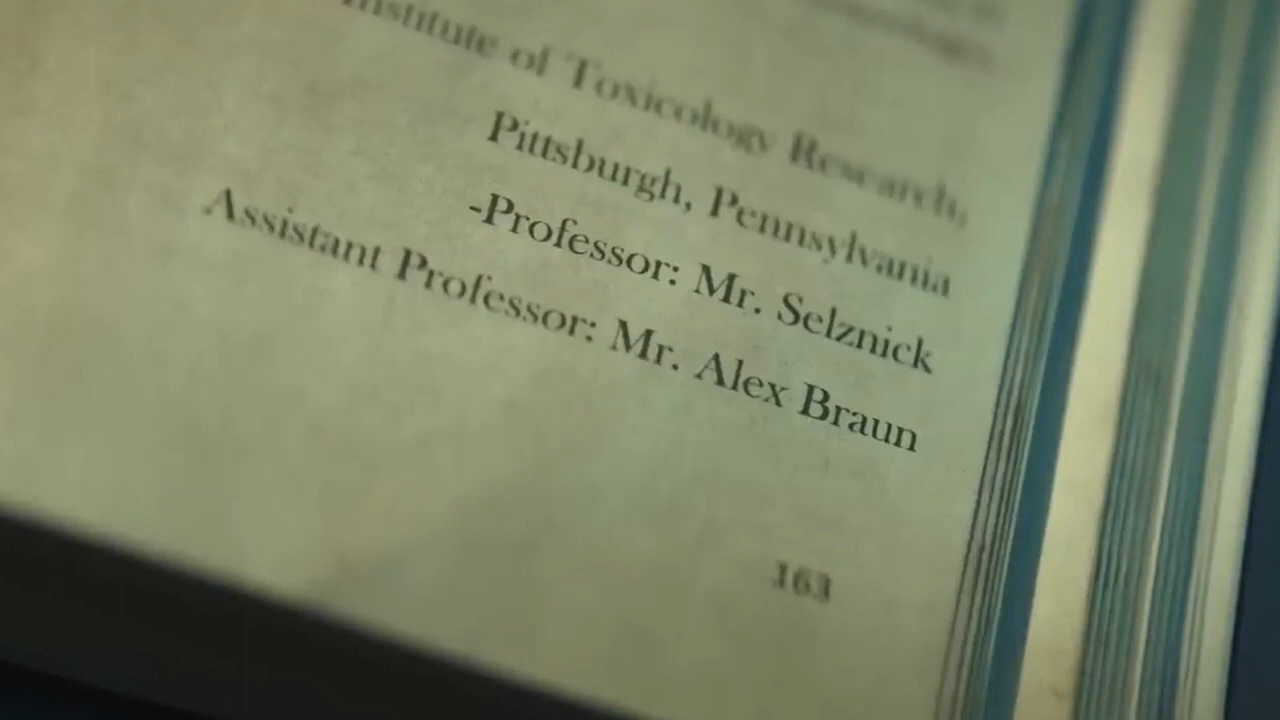 Institute of Toxicology Research,
Pittsburgh, Pennsylvania
-Professor: Mr. Selznick
Assistant Professor: Mr. Alex Braun
163